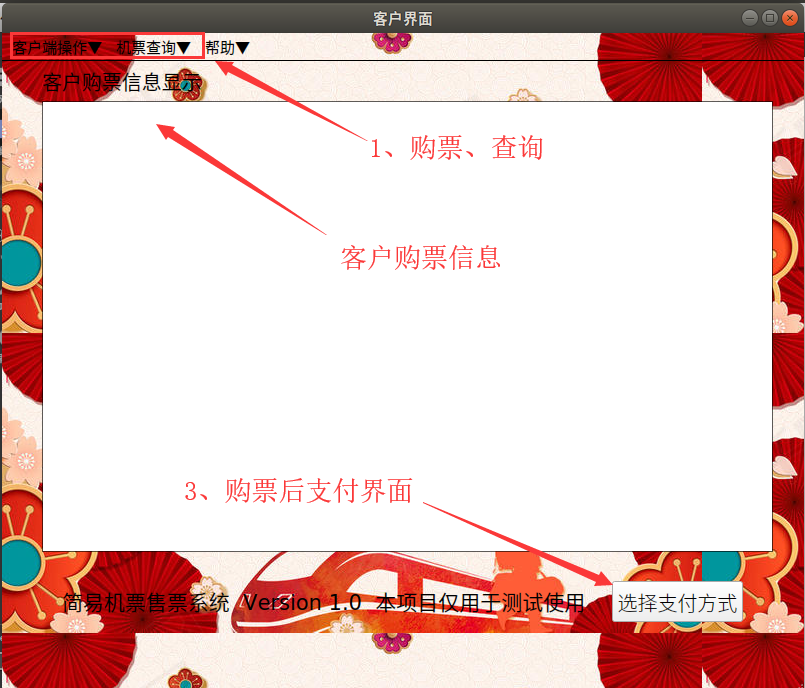 客户界面
客户端操作▼ 机票查询▼ 帮助▼
客户购票信息显示
1、购票、查询
客户购票信息
3、购票后支付界面
简易机票售票系统 Version 1.0 本项目仅用于测试使用
选择支付方式